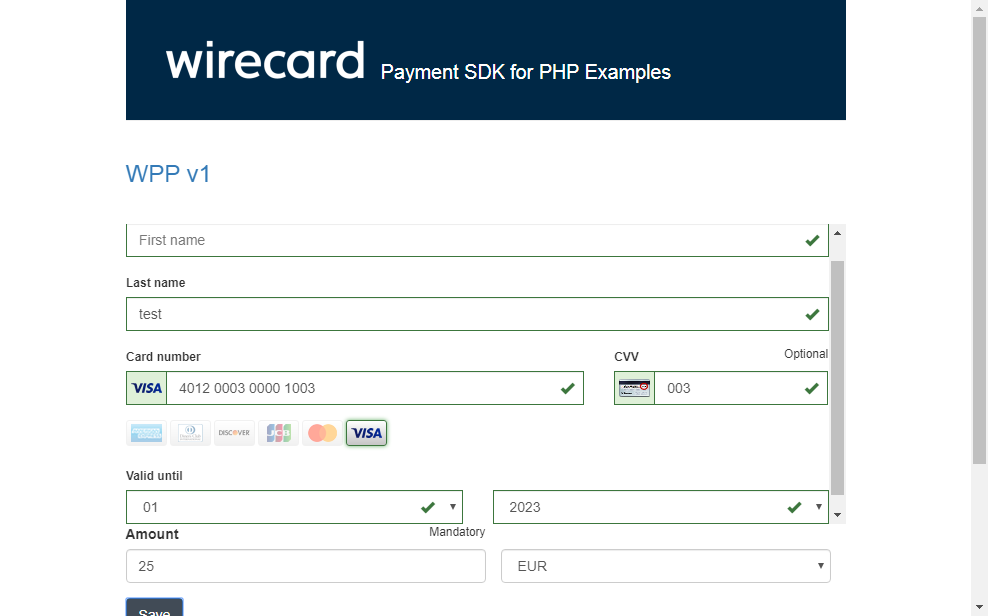 wirecard Payment SDK for PHP Examples
WPP v1
First name
Last name
test
Card number
CVV Optional
VISA 4012 0003 0000 1003
003
DISCOVER JCB VISA
Valid until
01
2023
Amount Mandatory
25
EUR
Save